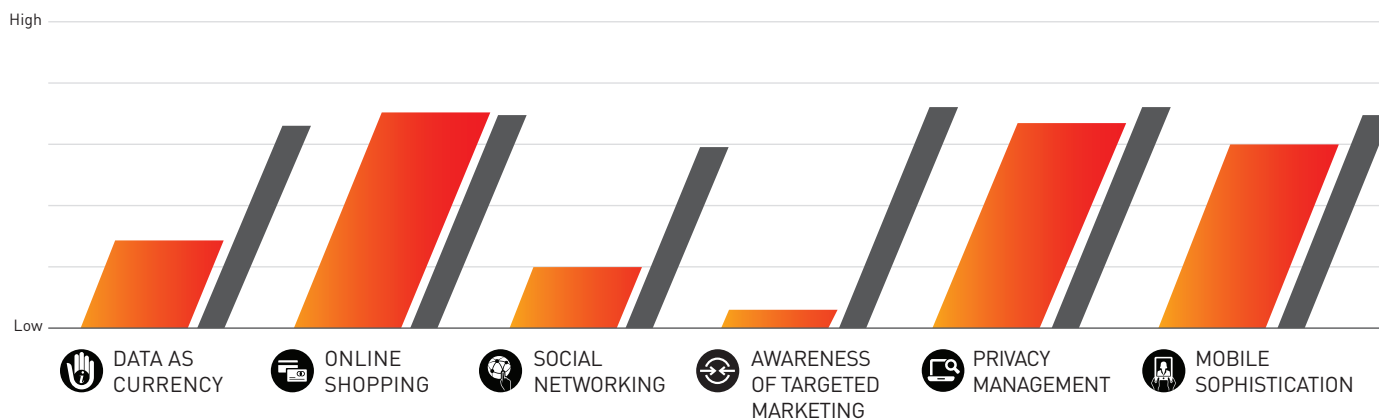 High
Low
DATA AS
CURRENCY
ONLINE
SHOPPING
SOCIAL
NETWORKING
AWARENESS
OF TARGETED
MARKETING
PRIVACY
MANAGEMENT
MOBILE
SOPHISTICATION